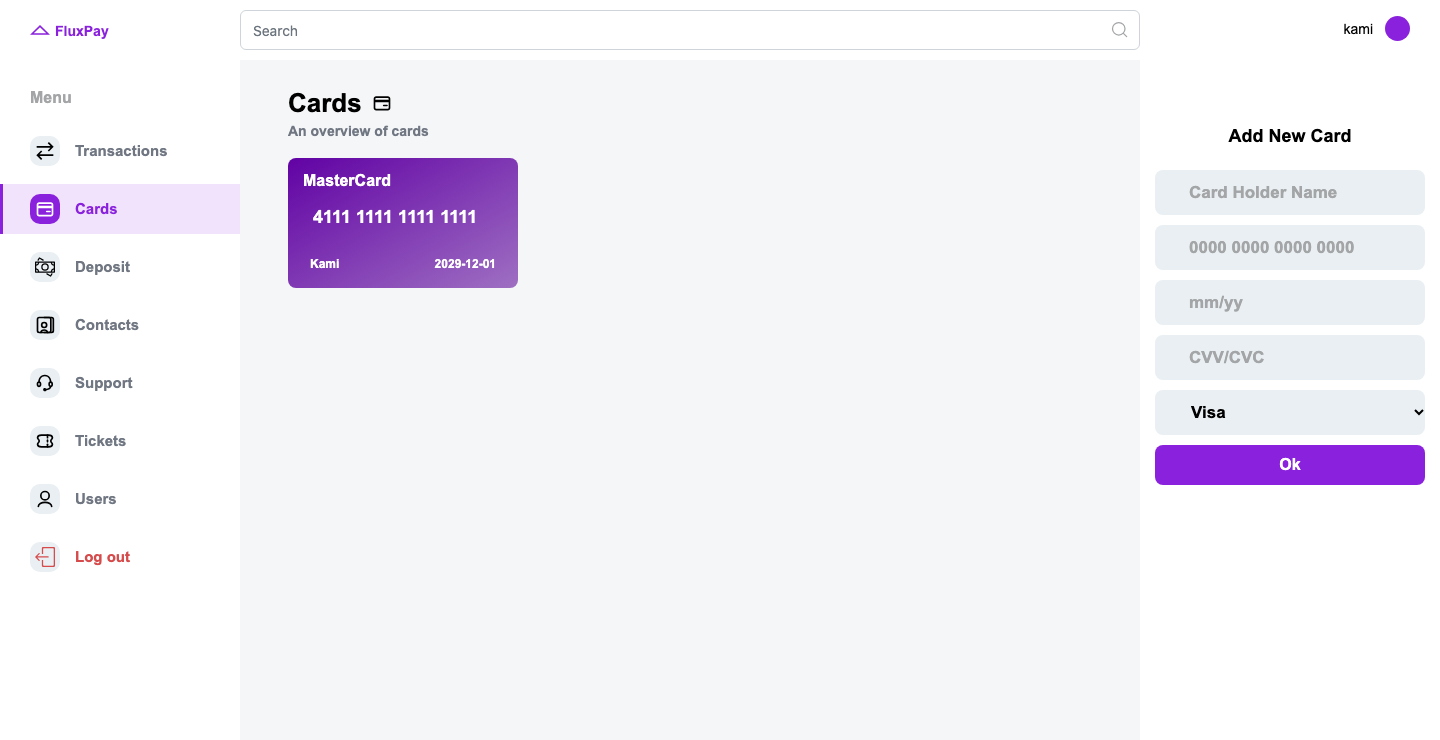 FluxPay
Search
kami
Menu
Transactions
Cards
Deposit
Contacts
Support
Tickets
Users
Log out
Cards
An overview of cards
MasterCard
4111 1111 1111 1111
Kami 2029-12-01
Add New Card
Card Holder Name
0000 0000 0000 0000
mm/yy
CVV/CVC
Visa
Ok